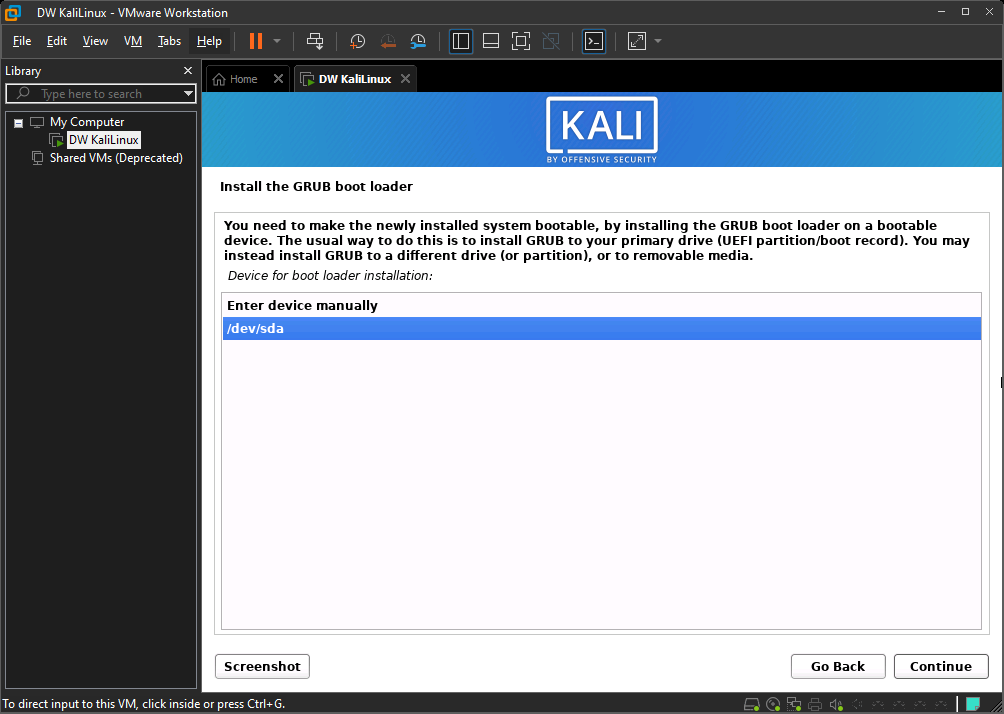 DW KaliLinux - VMware Workstation
File Edit View VM Tabs Help
Library
Type here to search
My Computer
DW KaliLinux
Shared VMs (Deprecated)
Home
DW KaliLinux
KALI
BY OFFENSIVE SECURITY
Install the GRUB boot loader
You need to make the newly installed system bootable, by installing the GRUB boot loader on a bootable
device. The usual way to do this is to install GRUB to your primary drive (UEFI partition/boot record). You may
instead install GRUB to a different drive (or partition), or to removable media.
Device for boot loader installation:
Enter device manually
/dev/sda
Screenshot
Go Back
Continue
To direct input to this VM, click inside or press Ctrl+G.